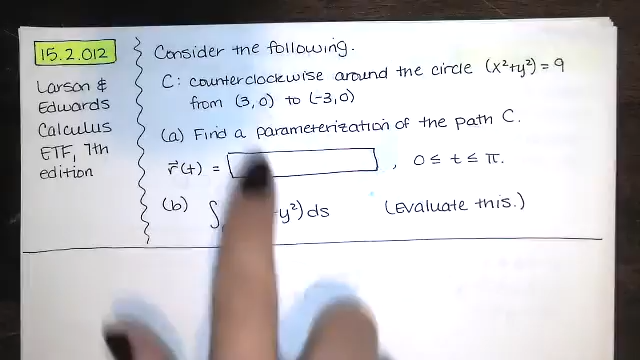 15.2.012
Larson &
Edwards
Calculus
ETF, 7th
edition
Consider the following.
C: counterclockwise around the circle (x²+y²) = 9
from (3,0) to (-3,0)
(a) Find a parameterization of the path C.
r⃗(t) = , 0 ≤ t ≤ π.
(b) ∫ +y²) ds (Evaluate this.)